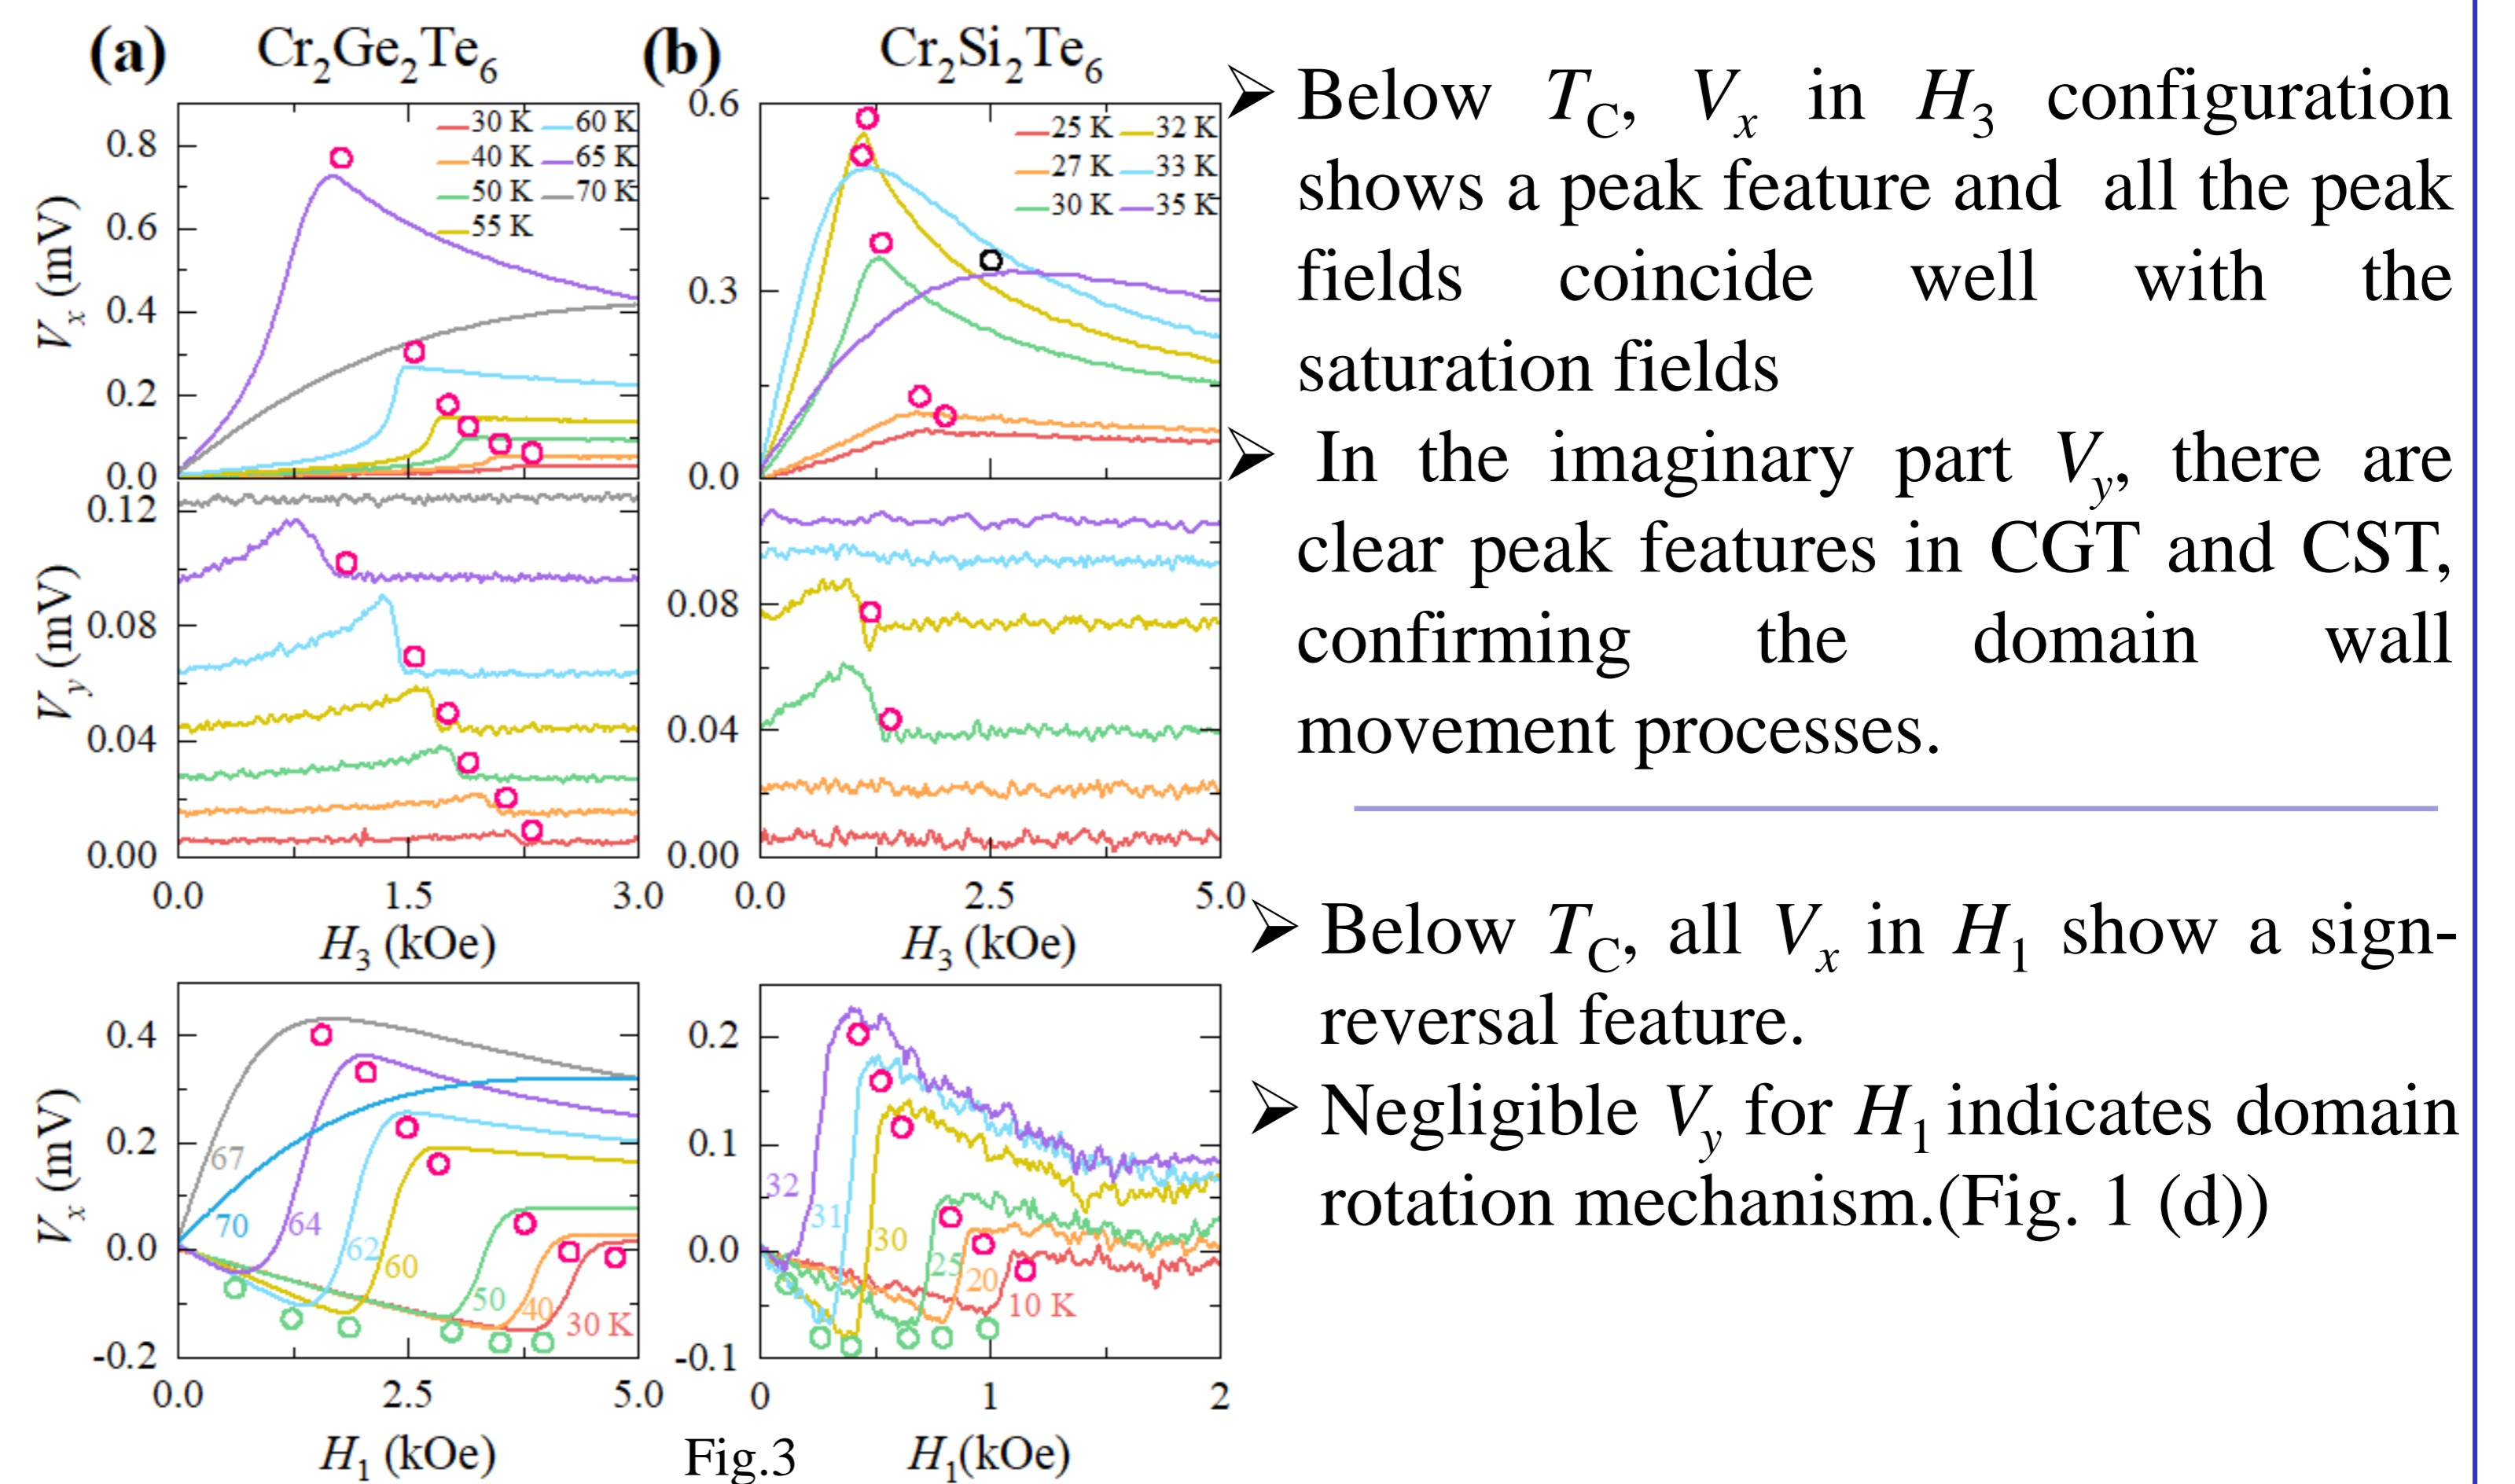 (a) Cr2Ge2Te6
(b) Cr2Si2Te6
Vx (mV)
0.8
0.6
0.4
0.2
0.0
30 K 60 K
40 K 65 K
50 K 70 K
55 K
0.6
0.3
0.0
25 K 32 K
27 K 33 K
30 K 35 K
Vy (mV)
0.12
0.08
0.04
0.00
0.08
0.04
0.00
0.0 1.5 3.0
H3 (kOe)
0.0 2.5 5.0
H3 (kOe)
Vx (mV)
0.4
0.2
0.0
-0.2
67
70
64
62
60
50
40
30 K
0.0 2.5 5.0
H1 (kOe)
0.2
0.1
0.0
-0.1
32
31
30
25
20
10 K
0 1 2
H1(kOe)
Fig.3
➢ Below TC, Vx in H3 configuration
shows a peak feature and all the peak
fields coincide well with the
saturation fields
➢ In the imaginary part Vy, there are
clear peak features in CGT and CST,
confirming the domain wall
movement processes.
➢ Below TC, all Vx in H1 show a sign-
reversal feature.
➢ Negligible Vy for H1 indicates domain
rotation mechanism.(Fig. 1 (d))